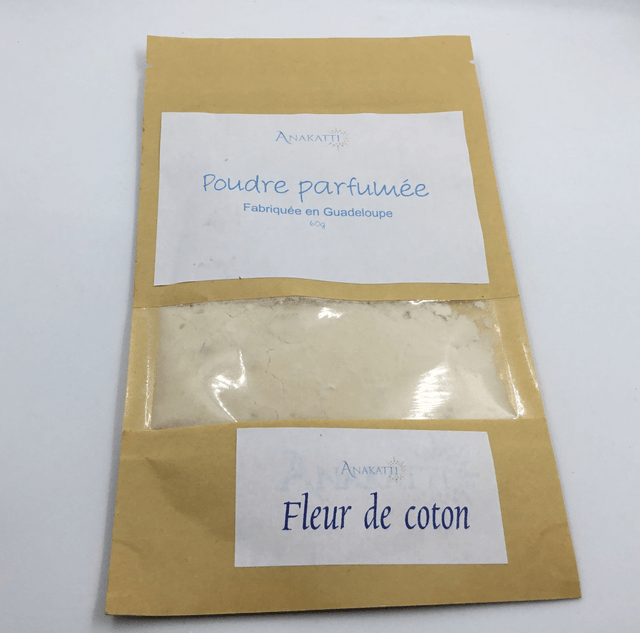 ANAKATTI
Poudre parfumée
Fabriquée en Guadeloupe
60g
ANAKATTI
Fleur de coton